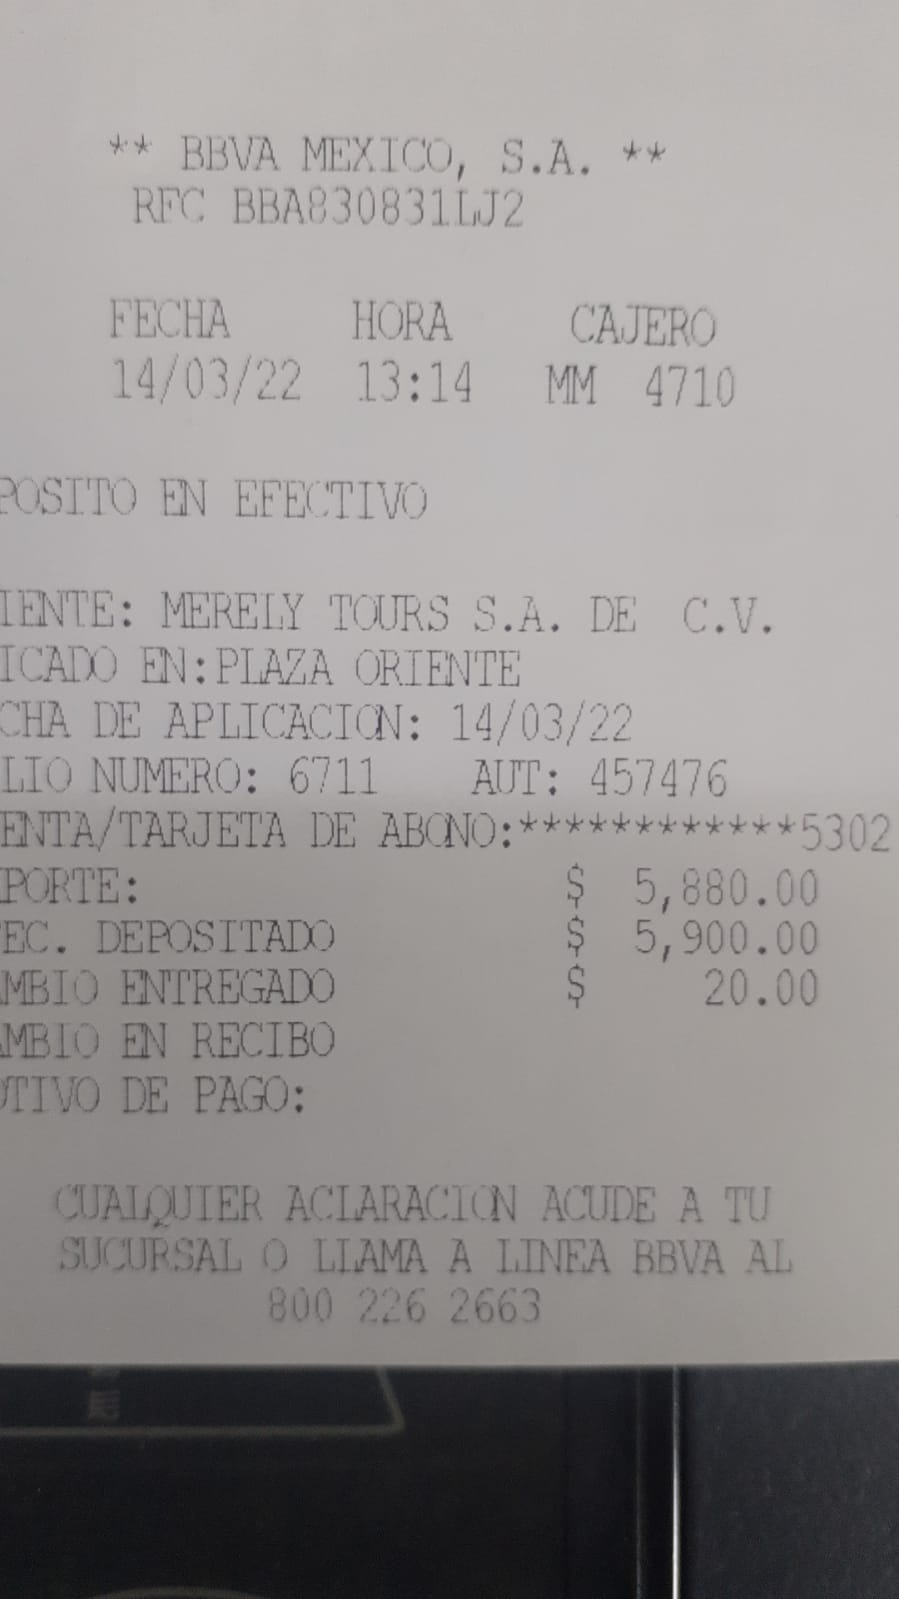 ** BBVA MEXICO, S.A. **
RFC BBA830831LJ2
FECHA HORA CAJERO
14/03/22 13:14 MM 4710
POSITO EN EFECTIVO
IENTE: MERELY TOURS S.A. DE C.V.
ICADO EN:PLAZA ORIENTE
CHA DE APLICACION: 14/03/22
LIO NUMERO: 6711 AUT: 457476
ENTA/TARJETA DE ABONO:************5302
PORTE: $ 5,880.00
EC. DEPOSITADO $ 5,900.00
MBIO ENTREGADO $ 20.00
MBIO EN RECIBO
OTIVO DE PAGO:
CUALQUIER ACLARACION ACUDE A TU
SUCURSAL O LLAMA A LINEA BBVA AL
800 226 2663